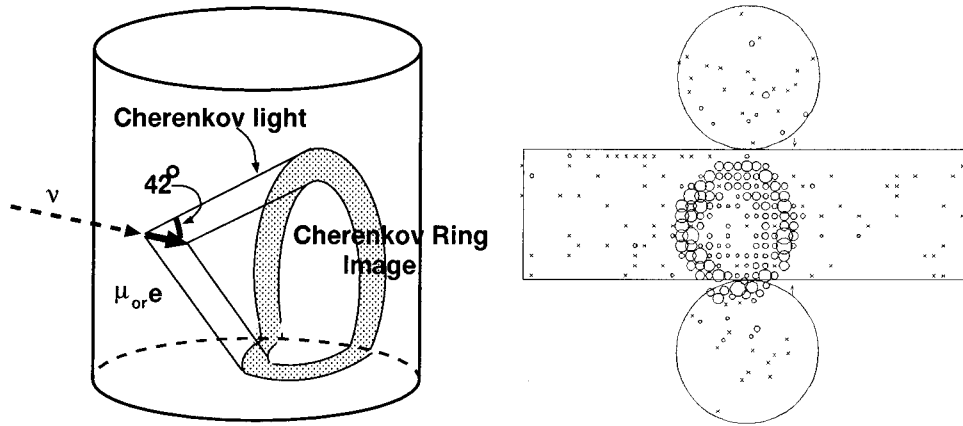 Cherenkov light
42°
ν
Cherenkov Ring
Image
μ or e